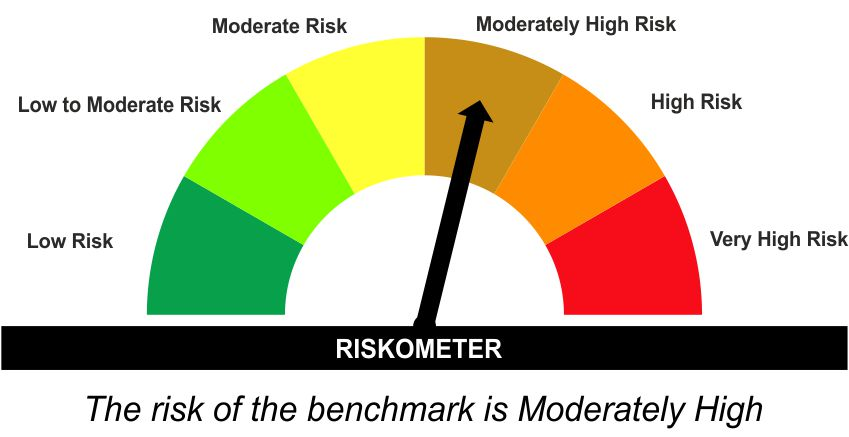 Moderate Risk
Moderately High Risk
Low to Moderate Risk
High Risk
Low Risk
Very High Risk
RISKOMETER
The risk of the benchmark is Moderately High